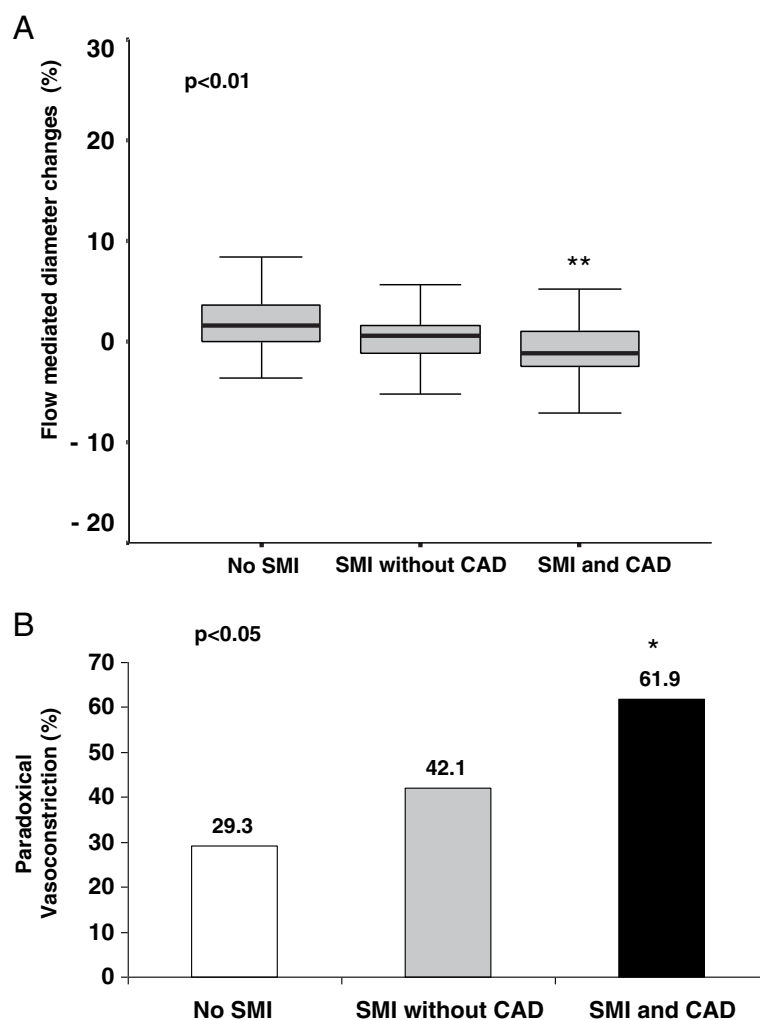 A
Flow mediated diameter changes (%)
30
20
10
0
- 10
- 20
p<0.01
**
No SMI
SMI without CAD
SMI and CAD
B
Paradoxical
Vasoconstriction (%)
p<0.05
70
60
50
40
30
20
10
0
29.3
42.1
*
61.9
No SMI
SMI without CAD
SMI and CAD